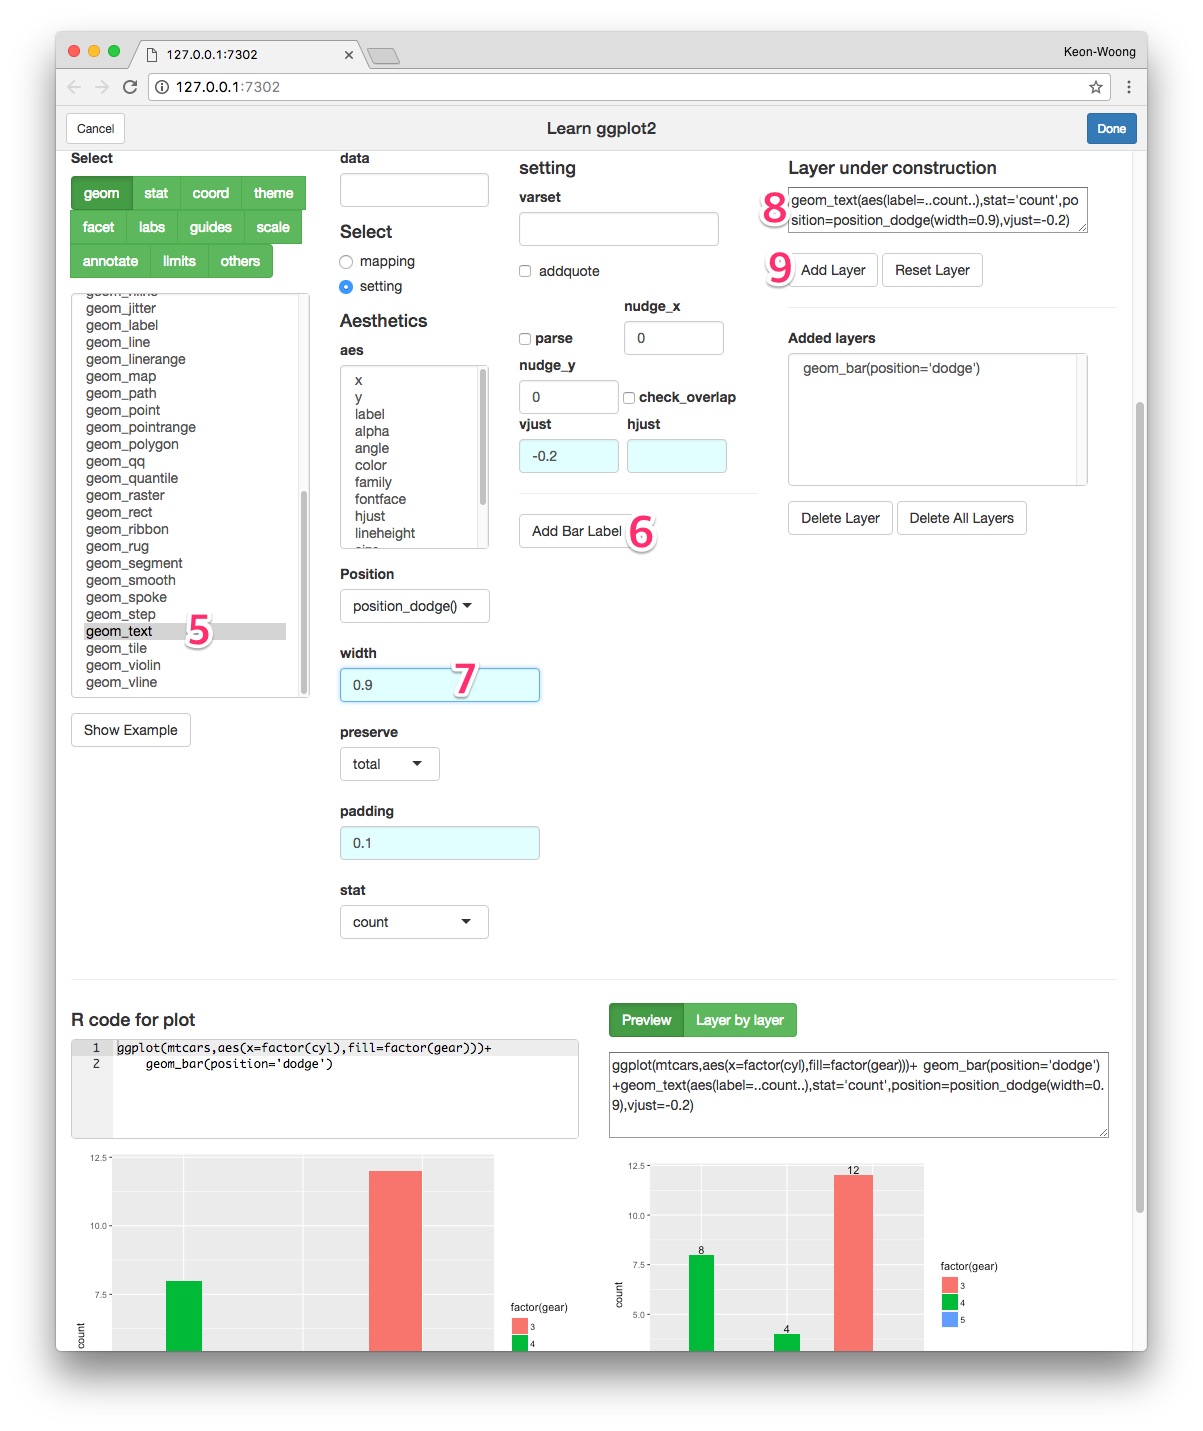 127.0.0.1:7302
Keon-Woong
127.0.0.1:7302
Cancel
Learn ggplot2
Done
Select
geom stat coord theme
facet labs guides scale
annotate limits others
geom_jitter
geom_label
geom_line
geom_linerange
geom_map
geom_path
geom_point
geom_pointrange
geom_polygon
geom_qq
geom_quantile
geom_raster
geom_rect
geom_ribbon
geom_rug
geom_segment
geom_smooth
geom_spoke
geom_step
geom_text
5
geom_tile
geom_violin
geom_vline
Show Example
data
Select
mapping
setting
Aesthetics
aes
x
y
label
alpha
angle
color
family
fontface
hjust
lineheight
Position
position_dodge()
width
0.9
7
preserve
total
padding
0.1
stat
count
setting
varset
addquote
nudge_x
parse
0
nudge_y
0
check_overlap
vjust
hjust
-0.2
Add Bar Label
6
Layer under construction
8
geom_text(aes(label=..count..),stat='count',po
sition=position_dodge(width=0.9),vjust=-0.2)
9
Add Layer
Reset Layer
Added layers
geom_bar(position='dodge')
Delete Layer
Delete All Layers
R code for plot
1 ggplot(mtcars,aes(x=factor(cyl),fill=factor(gear)))+
2 geom_bar(position='dodge')
12.5
10.0
7.5
count
factor(gear)
3
4
Preview
Layer by layer
ggplot(mtcars,aes(x=factor(cyl),fill=factor(gear)))+ geom_bar(position='dodge')
+geom_text(aes(label=..count..),stat='count',position=position_dodge(width=0.
9),vjust=-0.2)
12.5
10.0
7.5
5.0
count
8
4
12
factor(gear)
3
4
5